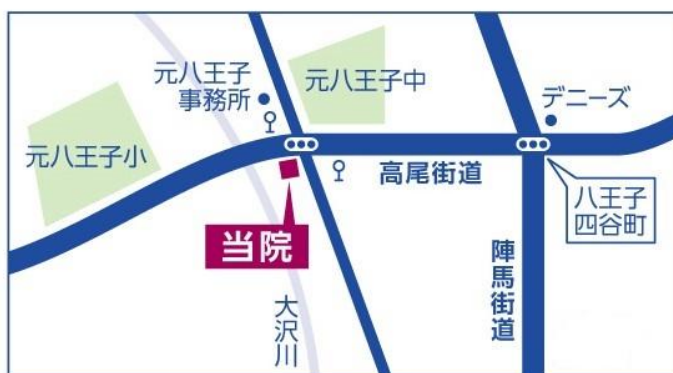 元八王子
事務所
元八王子中
デニーズ
元八王子小
高尾街道
八王子
四谷町
当院
陣馬街道
大沢川